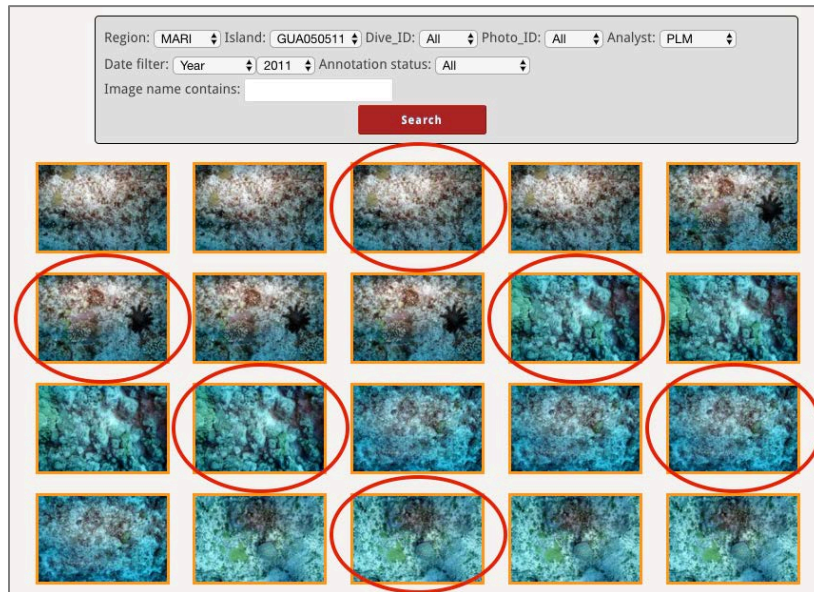 Region: MARI Island: GUA050511 Dive_ID: All Photo_ID: All Analyst: PLM
Date filter: Year 2011 Annotation status: All
Image name contains:
Search